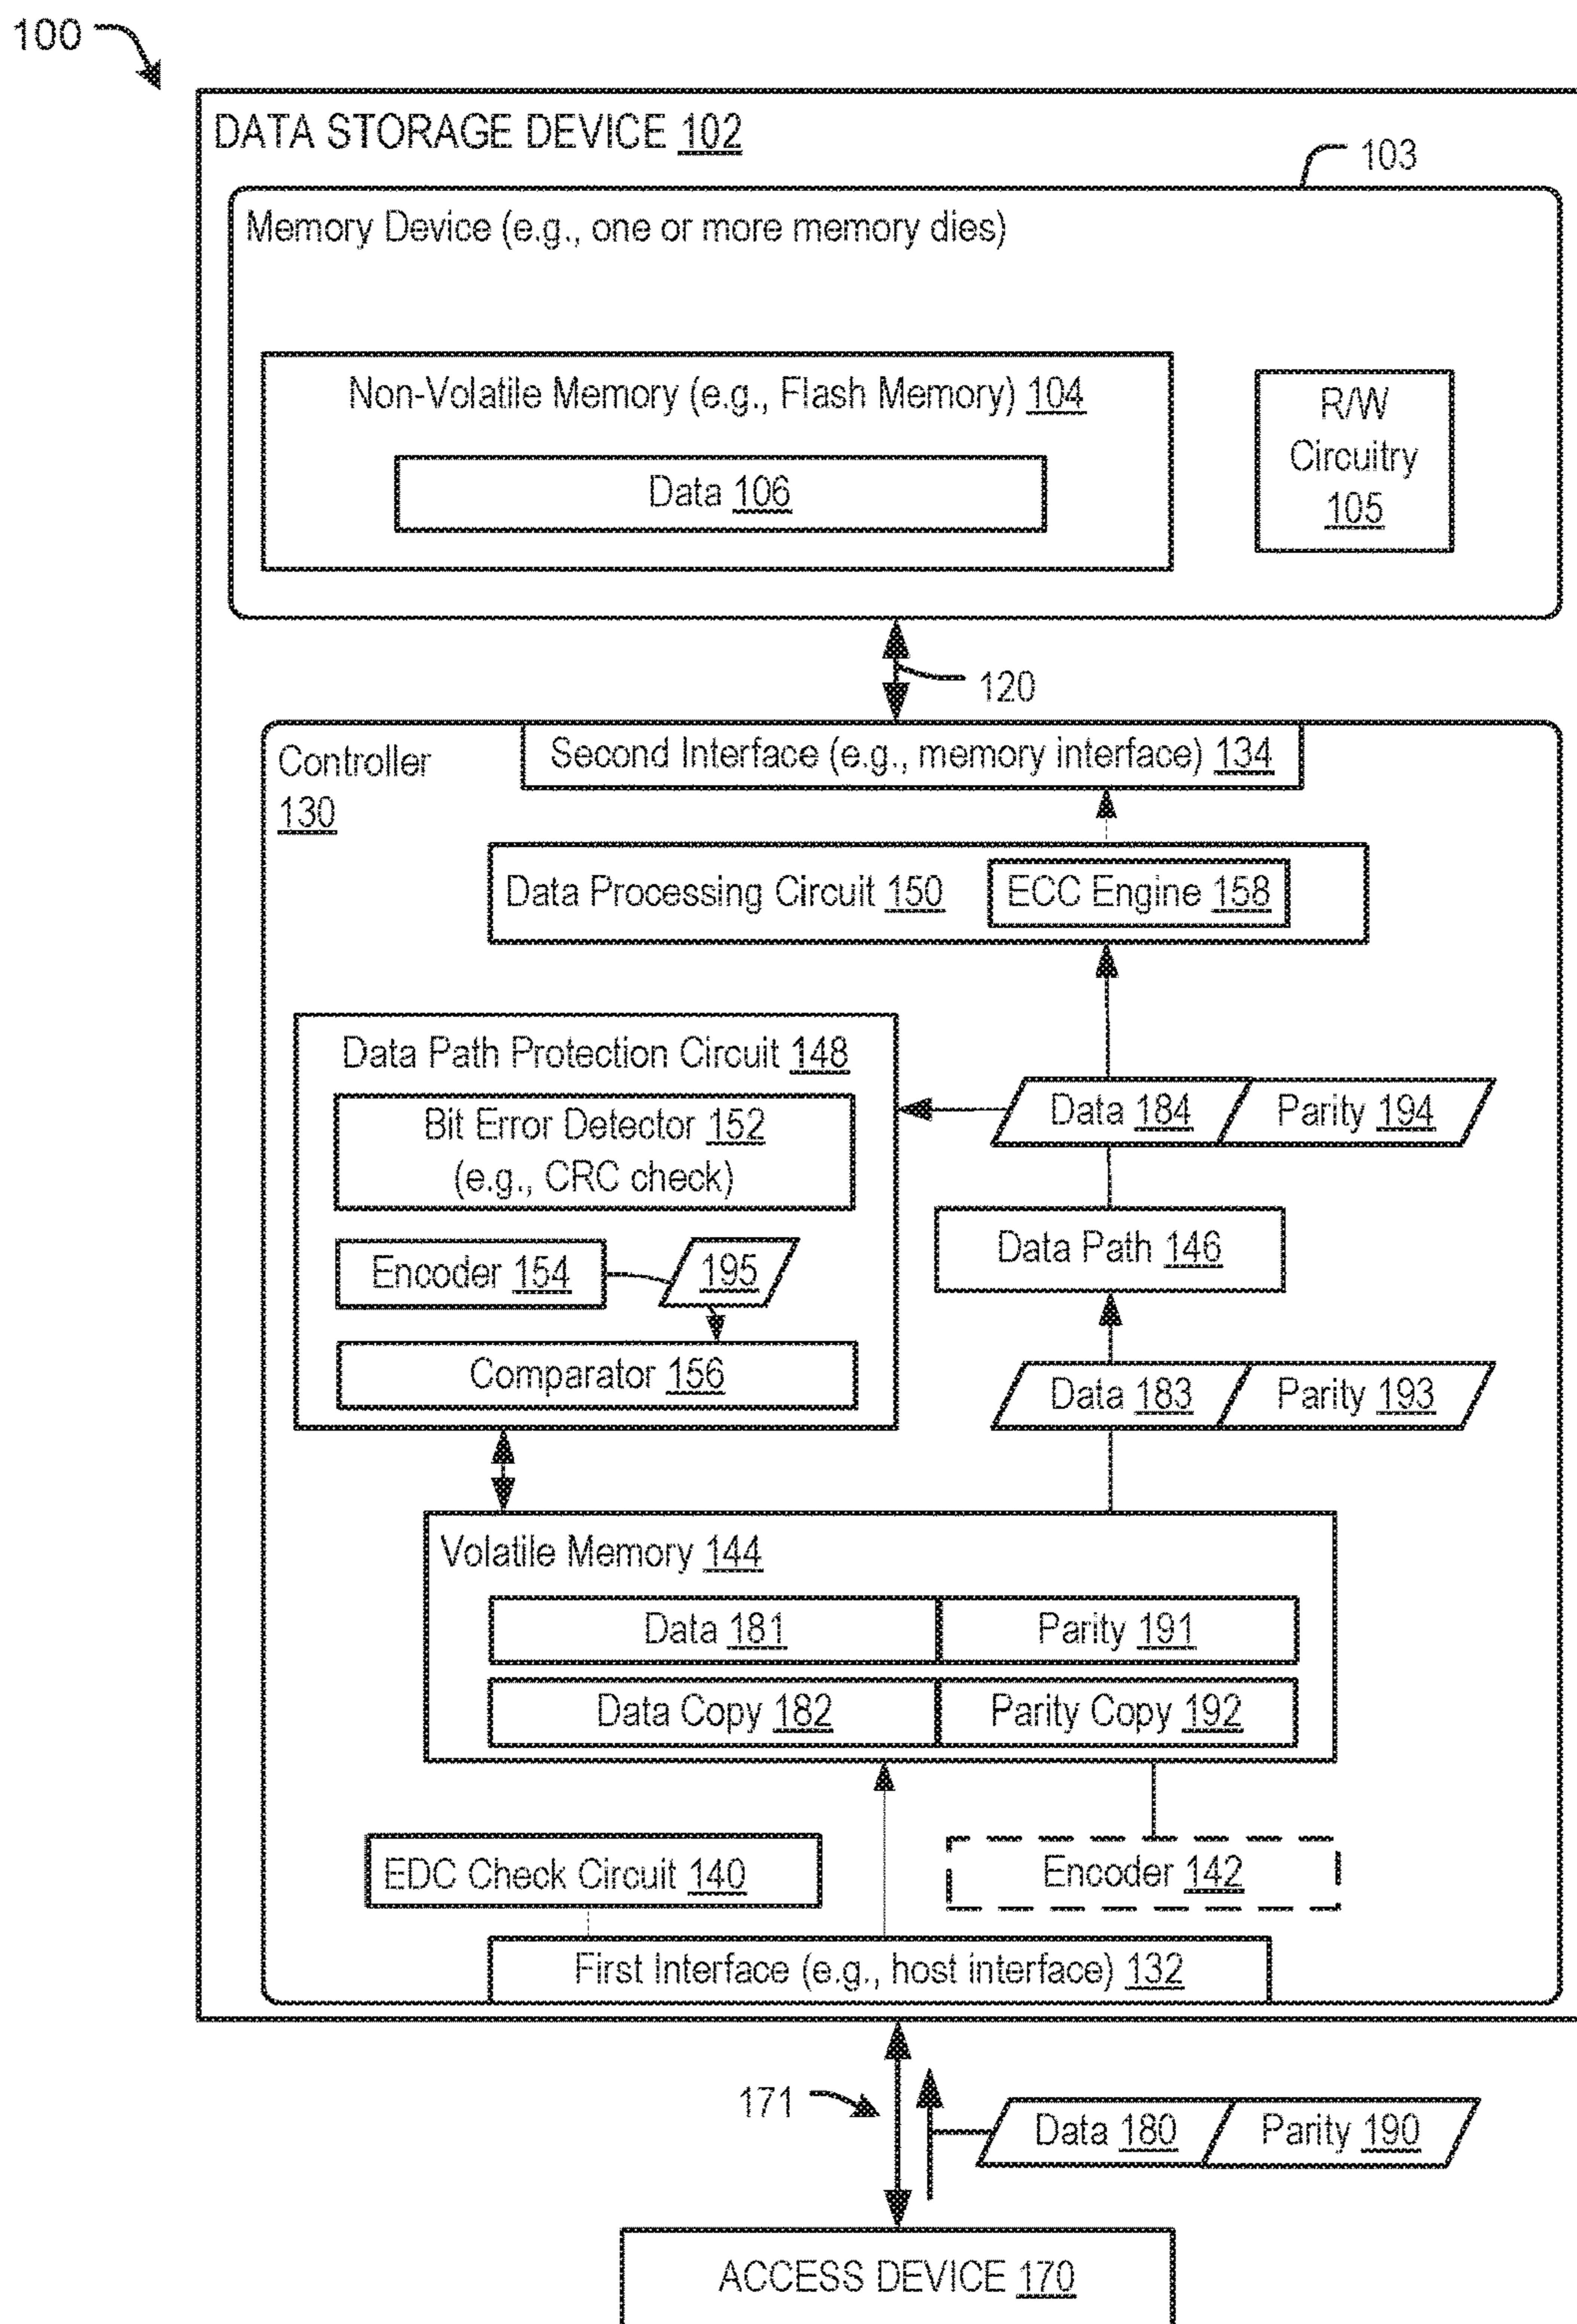 100
DATA STORAGE DEVICE 102
103
Memory Device (e.g., one or more memory dies)
Non-Volatile Memory (e.g., Flash Memory) 104
Data 106
R/W
Circuitry
105
120
Controller
130
Second Interface (e.g., memory interface) 134
Data Processing Circuit 150
ECC Engine 158
Data Path Protection Circuit 148
Bit Error Detector 152
(e.g., CRC check)
Data 184
Parity 194
Encoder 154
195
Data Path 146
Comparator 156
Data 183
Parity 193
Volatile Memory 144
Data 181
Parity 191
Data Copy 182
Parity Copy 192
EDC Check Circuit 140
Encoder 142
First Interface (e.g., host interface) 132
171
Data 180
Parity 190
ACCESS DEVICE 170